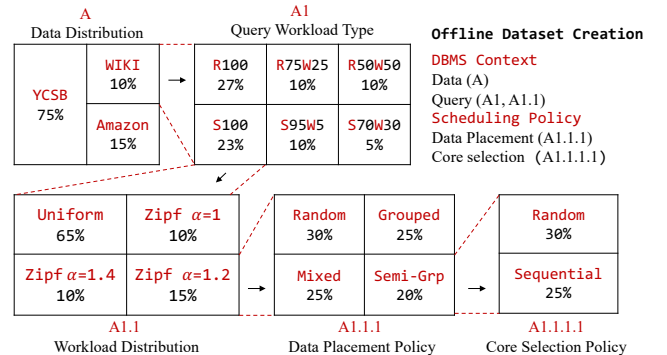 A
Data Distribution
YCSB
75%
WIKI
10%
Amazon
15%
A1
Query Workload Type
R100
27%
R75W25
10%
R50W50
10%
S100
23%
S95W5
10%
S70W30
5%
Offline Dataset Creation
DBMS Context
Data (A)
Query (A1, A1.1)
Scheduling Policy
Data Placement (A1.1.1)
Core selection (A1.1.1.1)
Uniform
65%
Zipf α=1
10%
Zipf α=1.4
10%
Zipf α=1.2
15%
A1.1
Workload Distribution
Random
30%
Grouped
25%
Mixed
25%
Semi-Grp
20%
A1.1.1
Data Placement Policy
Random
30%
Sequential
25%
A1.1.1.1
Core Selection Policy